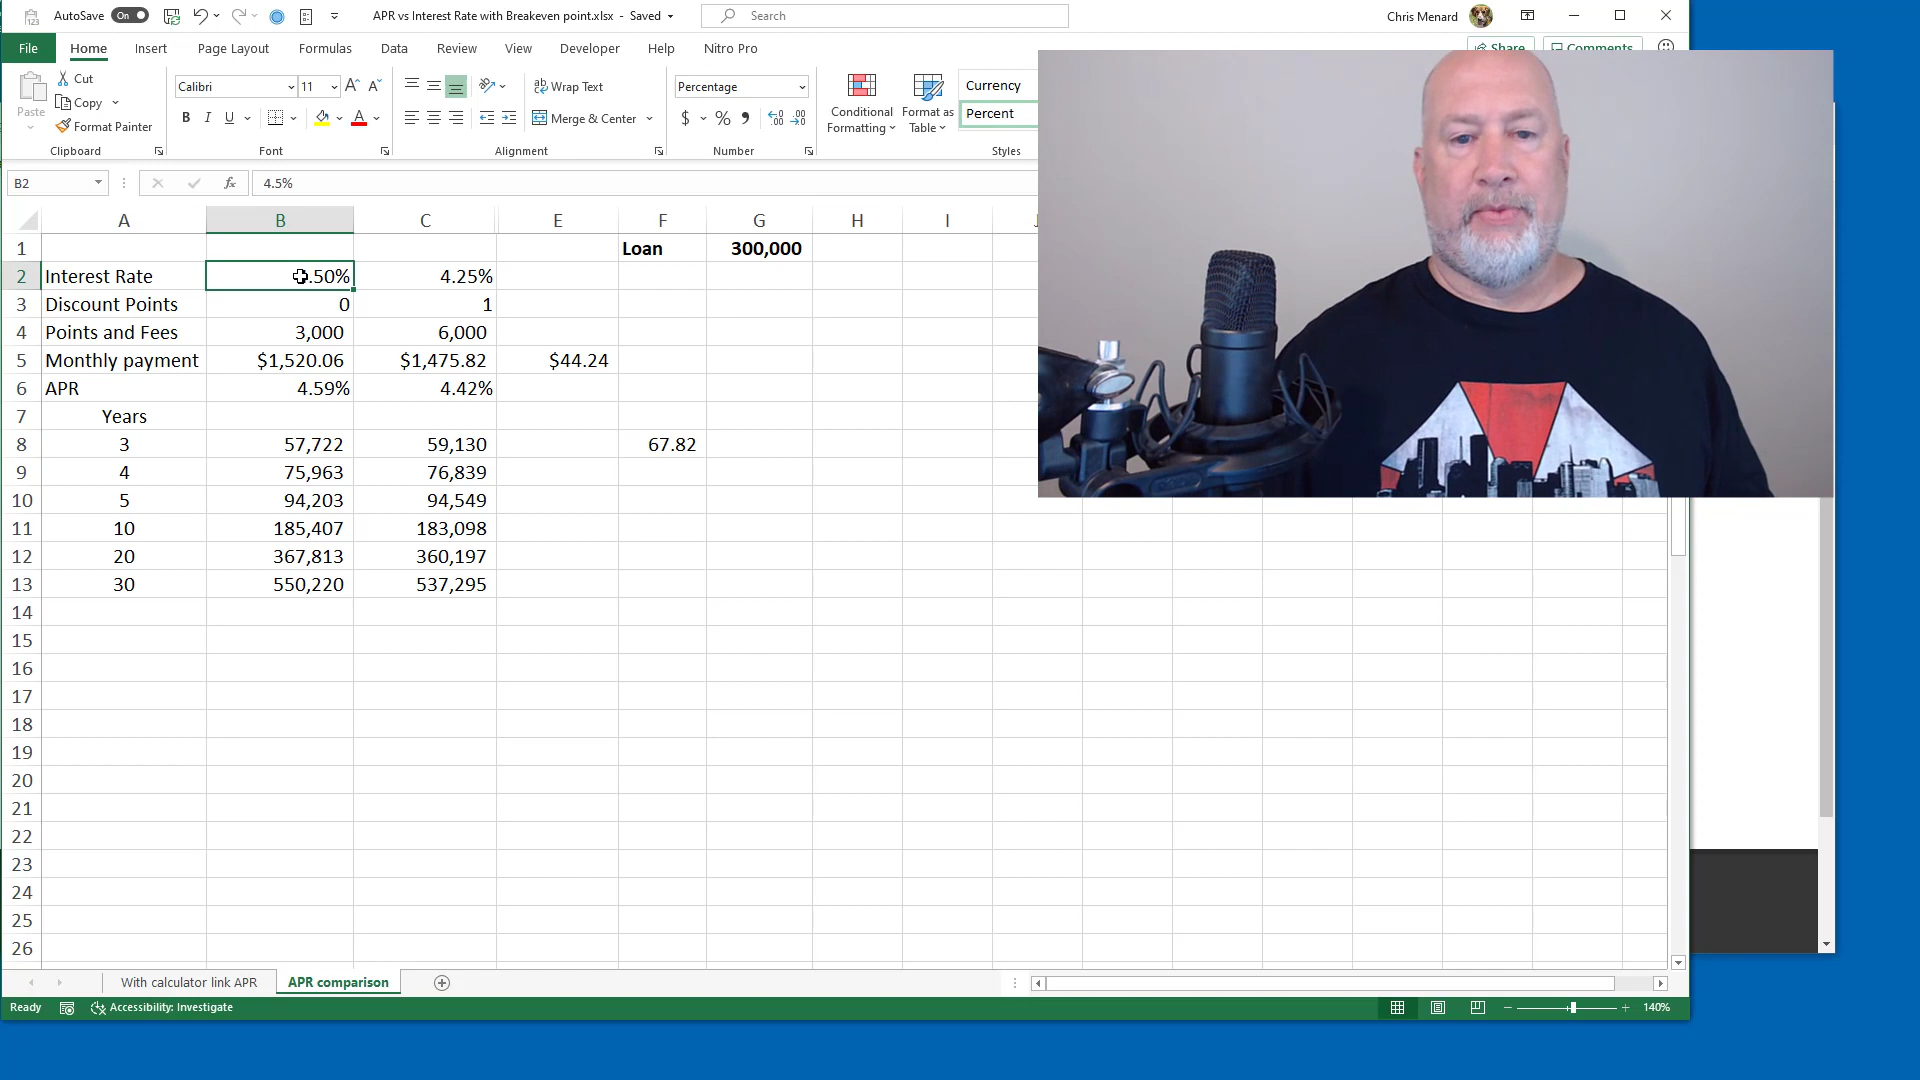 AutoSave On APR vs Interest Rate with Breakeven point.xlsx - Saved Search Chris Menard
File Home Insert Page Layout Formulas Data Review View Developer Help Nitro Pro Share Comments
Paste Cut Copy Format Painter Clipboard
Calibri 11 B I U A Font
Wrap Text Merge & Center Alignment
Percentage $ % , Number
Conditional Formatting Format as Table Currency Percent Styles
B2 fx 4.5%
A B C E F G H I
1 Loan 300,000
2 Interest Rate .50% 4.25%
3 Discount Points 0 1
4 Points and Fees 3,000 6,000
5 Monthly payment $1,520.06 $1,475.82 $44.24
6 APR 4.59% 4.42%
7 Years
8 3 57,722 59,130 67.82
9 4 75,963 76,839
10 5 94,203 94,549
11 10 185,407 183,098
12 20 367,813 360,197
13 30 550,220 537,295
14
15
16
17
18
19
20
21
22
23
24
25
26
With calculator link APR APR comparison
Ready Accessibility: Investigate 140%